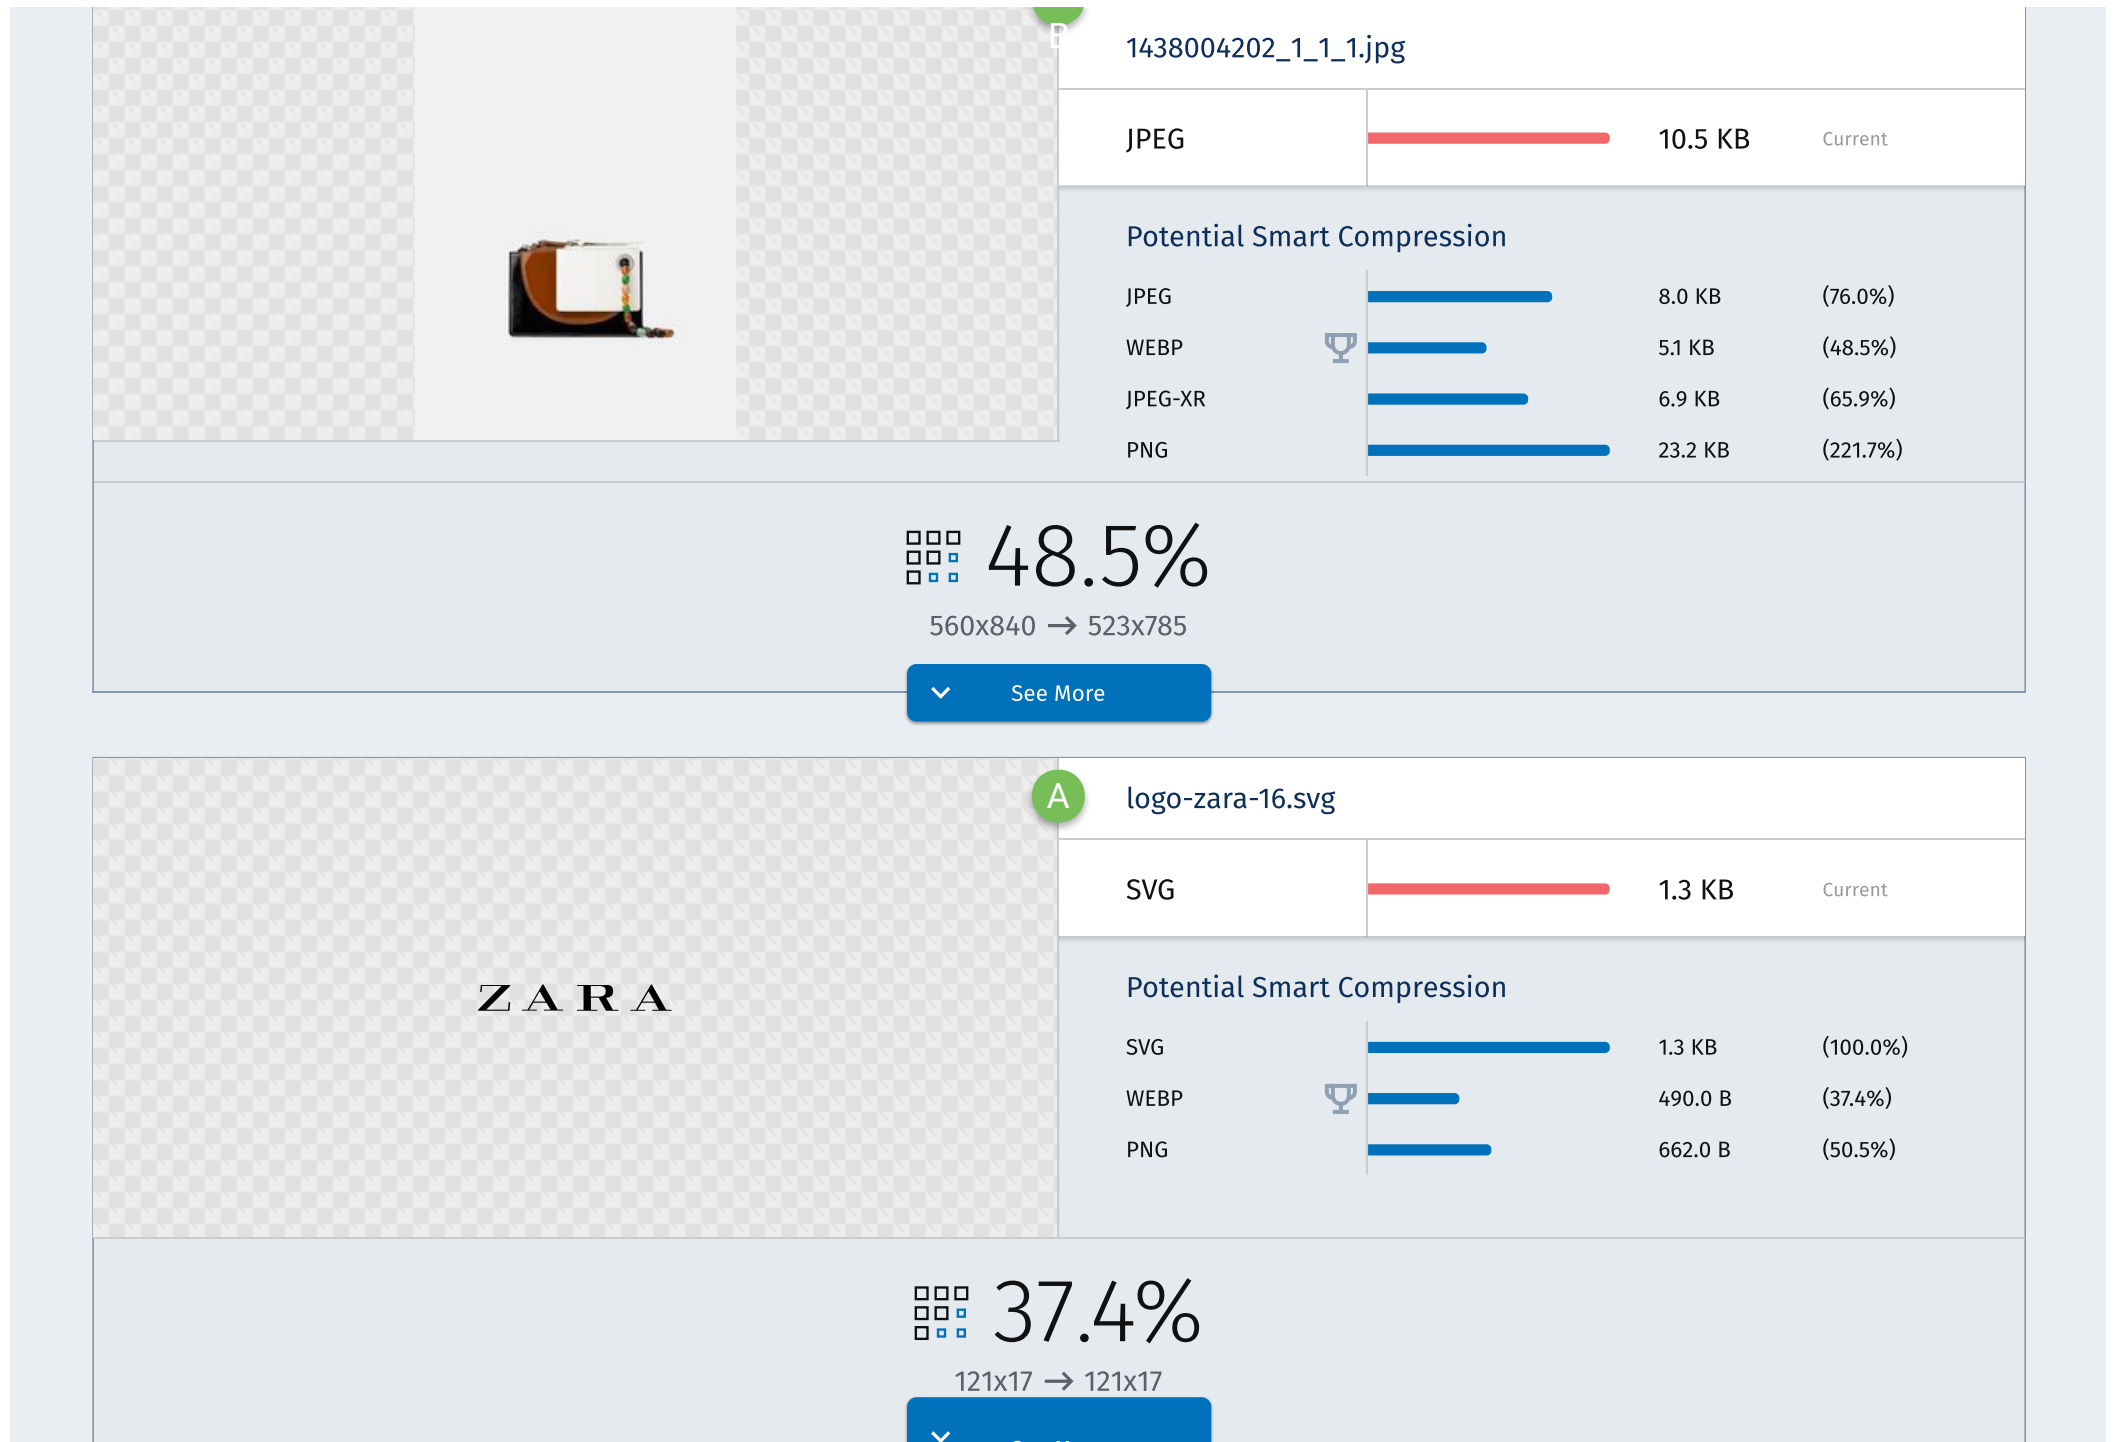 B
1438004202_1_1_1.jpg
JPEG 10.5 KB Current
Potential Smart Compression
JPEG 8.0 KB (76.0%)
WEBP 5.1 KB (48.5%)
JPEG-XR 6.9 KB (65.9%)
PNG 23.2 KB (221.7%)
48.5%
560x840 → 523x785
See More
A
logo-zara-16.svg
SVG 1.3 KB Current
ZARA
Potential Smart Compression
SVG 1.3 KB (100.0%)
WEBP 490.0 B (37.4%)
PNG 662.0 B (50.5%)
37.4%
121x17 → 121x17